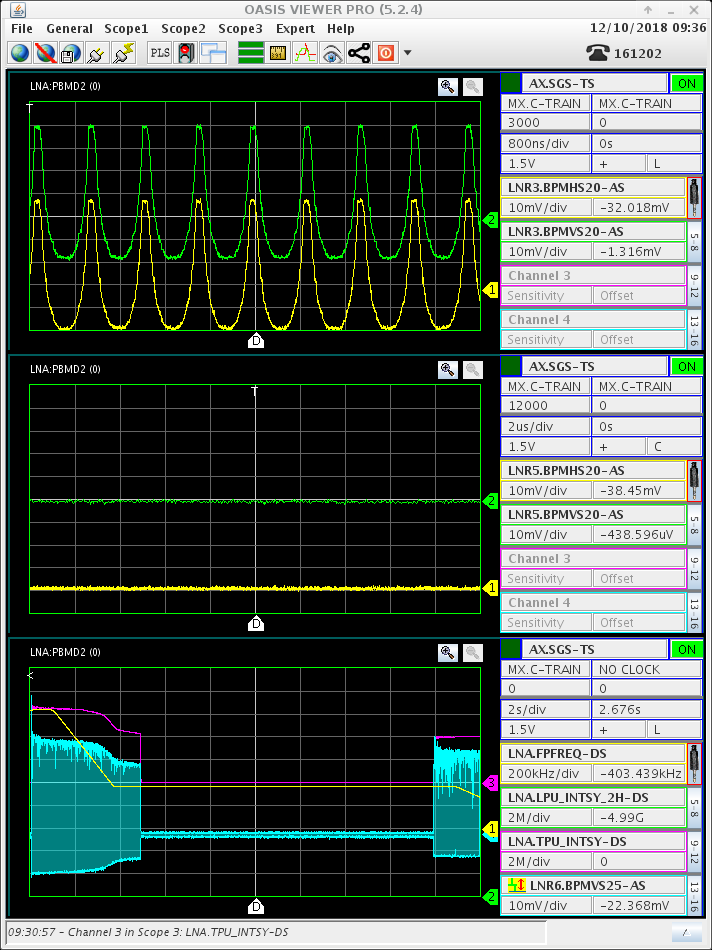 OASIS VIEWER PRO (5.2.4)
File General Scope1 Scope2 Scope3 Expert Help 12/10/2018 09:36
PLS 161202
LNA:PBMD2 (0)
AX.SGS-TS ON
MX.C-TRAIN MX.C-TRAIN
3000 0
800ns/div 0s
1.5V + L
LNR3.BPMHS20-AS
10mV/div -32.018mV
LNR3.BPMVS20-AS
10mV/div -1.316mV
5-8
Channel 3
Sensitivity Offset
9-12
Channel 4
Sensitivity Offset
13-16
T
2
1
D
LNA:PBMD2 (0)
AX.SGS-TS ON
MX.C-TRAIN MX.C-TRAIN
12000 0
2us/div 0s
1.5V + C
LNR5.BPMHS20-AS
10mV/div -38.45mV
LNR5.BPMVS20-AS
10mV/div -438.596uV
5-8
Channel 3
Sensitivity Offset
9-12
Channel 4
Sensitivity Offset
13-16
T
2
1
D
LNA:PBMD2 (0)
AX.SGS-TS ON
MX.C-TRAIN NO CLOCK
0 0
2s/div 2.676s
1.5V + L
LNA.FPFREQ-DS
200kHz/div -403.439kHz
LNA.LPU_INTSY_2H-DS
2M/div -4.99G
5-8
LNA.TPU_INTSY-DS
2M/div 0
9-12
LNR6.BPMVS25-AS
10mV/div -22.368mV
13-16
<
3
1
2
D
09:30:57 - Channel 3 in Scope 3: LNA.TPU_INTSY-DS